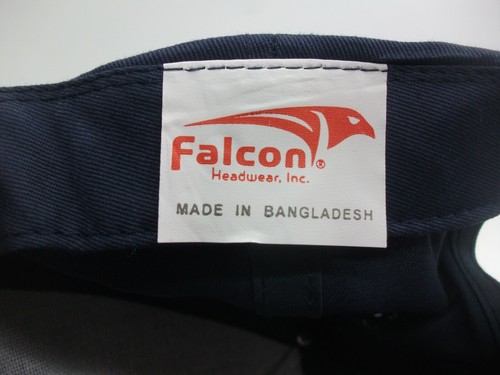 Falcon®
Headwear, Inc.
MADE IN BANGLADESH